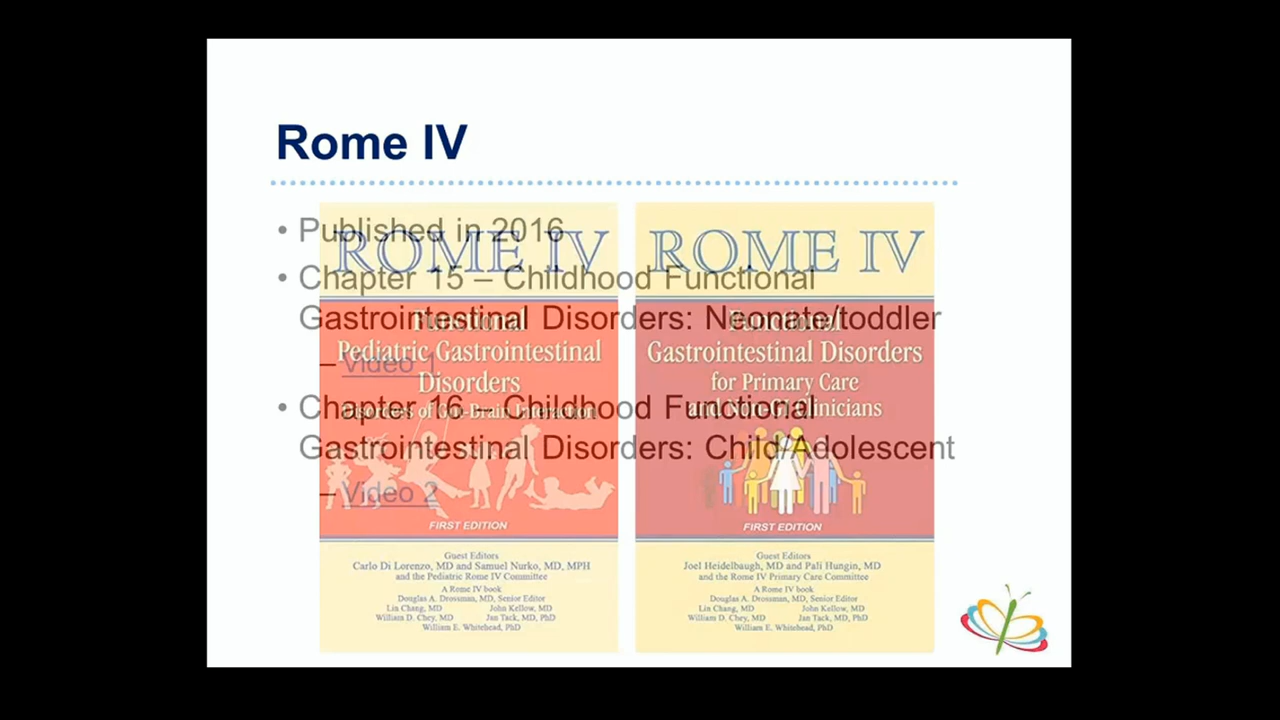 Rome IV
• Published in 2016
• Chapter 15 – Childhood Functional
Gastrointestinal Disorders: Neonate/toddler
– Video 1
• Chapter 16 – Childhood Functional
Gastrointestinal Disorders: Child/Adolescent
– Video 2
ROME IV
Functional
Pediatric Gastrointestinal
Disorders
Disorders of Gut-Brain Interaction
FIRST EDITION
Guest Editors
Carlo Di Lorenzo, MD and Samuel Nurko, MD, MPH
and the Pediatric Rome IV Committee
A Rome IV book
Douglas A. Drossman, MD, Senior Editor
Lin Chang, MD John Kellow, MD
William D. Chey, MD Jan Tack, MD, PhD
William E. Whitehead, PhD
ROME IV
Functional
Gastrointestinal Disorders
for Primary Care
and Non-GI Clinicians
FIRST EDITION
Guest Editors
Joel Heidelbaugh, MD and Pali Hungin, MD
and the Rome IV Primary Care Committee
A Rome IV book
Douglas A. Drossman, MD, Senior Editor
Lin Chang, MD John Kellow, MD
William D. Chey, MD Jan Tack, MD, PhD
William E. Whitehead, PhD